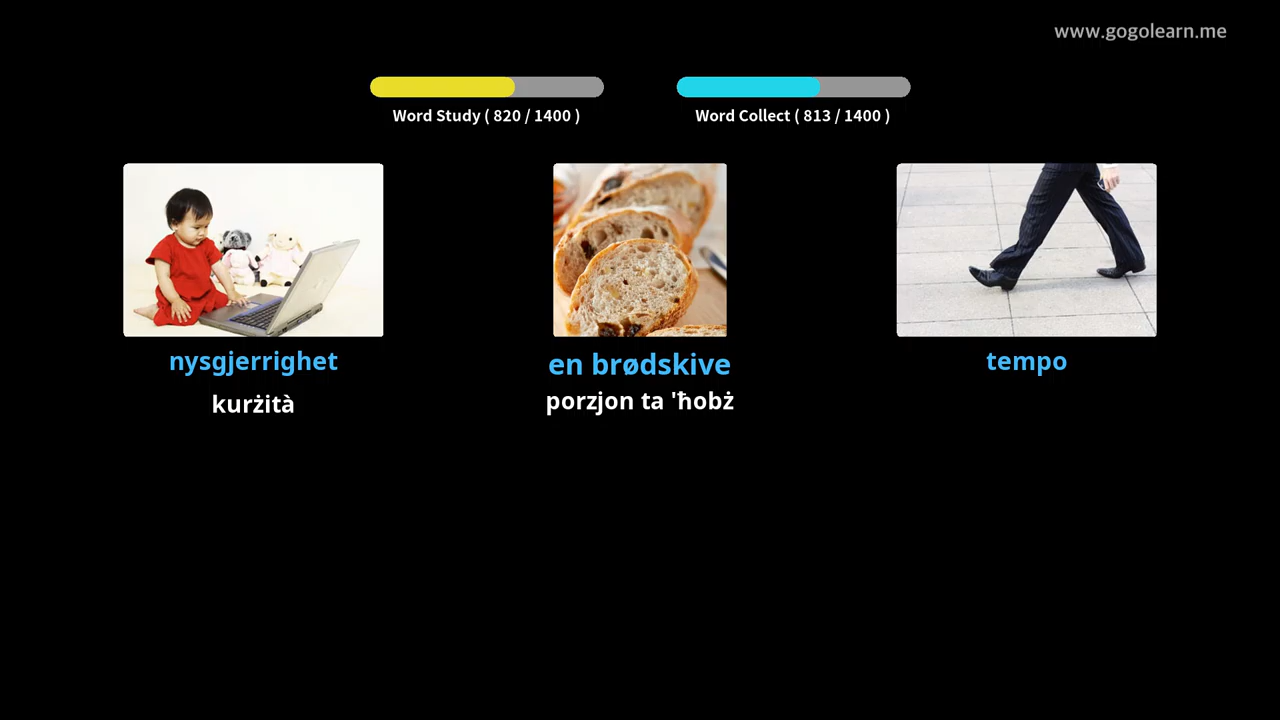 www.gogolearn.me
Word Study ( 820 / 1400 )
Word Collect ( 813 / 1400 )
nysgjerrighet
kurżità
en brødskive
porzjon ta 'ħobż
tempo